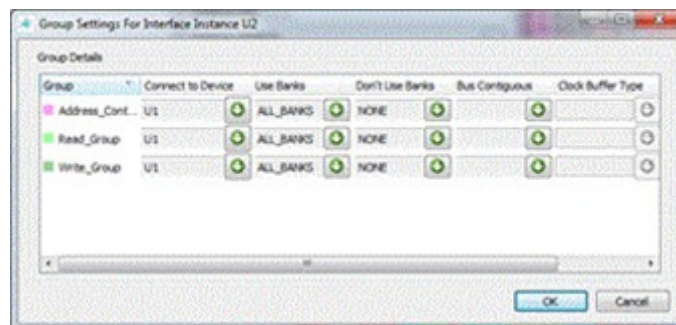 Group Settings For Interface Instance U2
Group Details
Group Connect to Device Use Banks Don't Use Banks Bus Contiguous Clock Buffer Type
Address_Cont... U1 ALL_BANKS NONE
Read_Group U1 ALL_BANKS NONE
Write_Group U1 ALL_BANKS NONE
OK Cancel